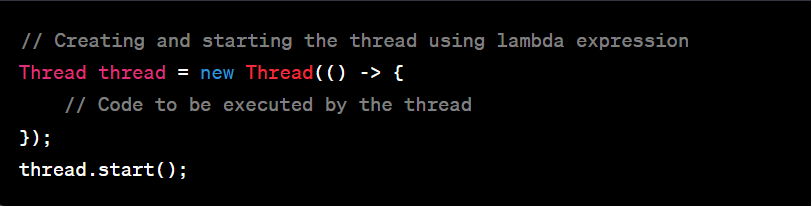 // Creating and starting the thread using lambda expression
Thread thread = new Thread(() -> {
    // Code to be executed by the thread
});
thread.start();